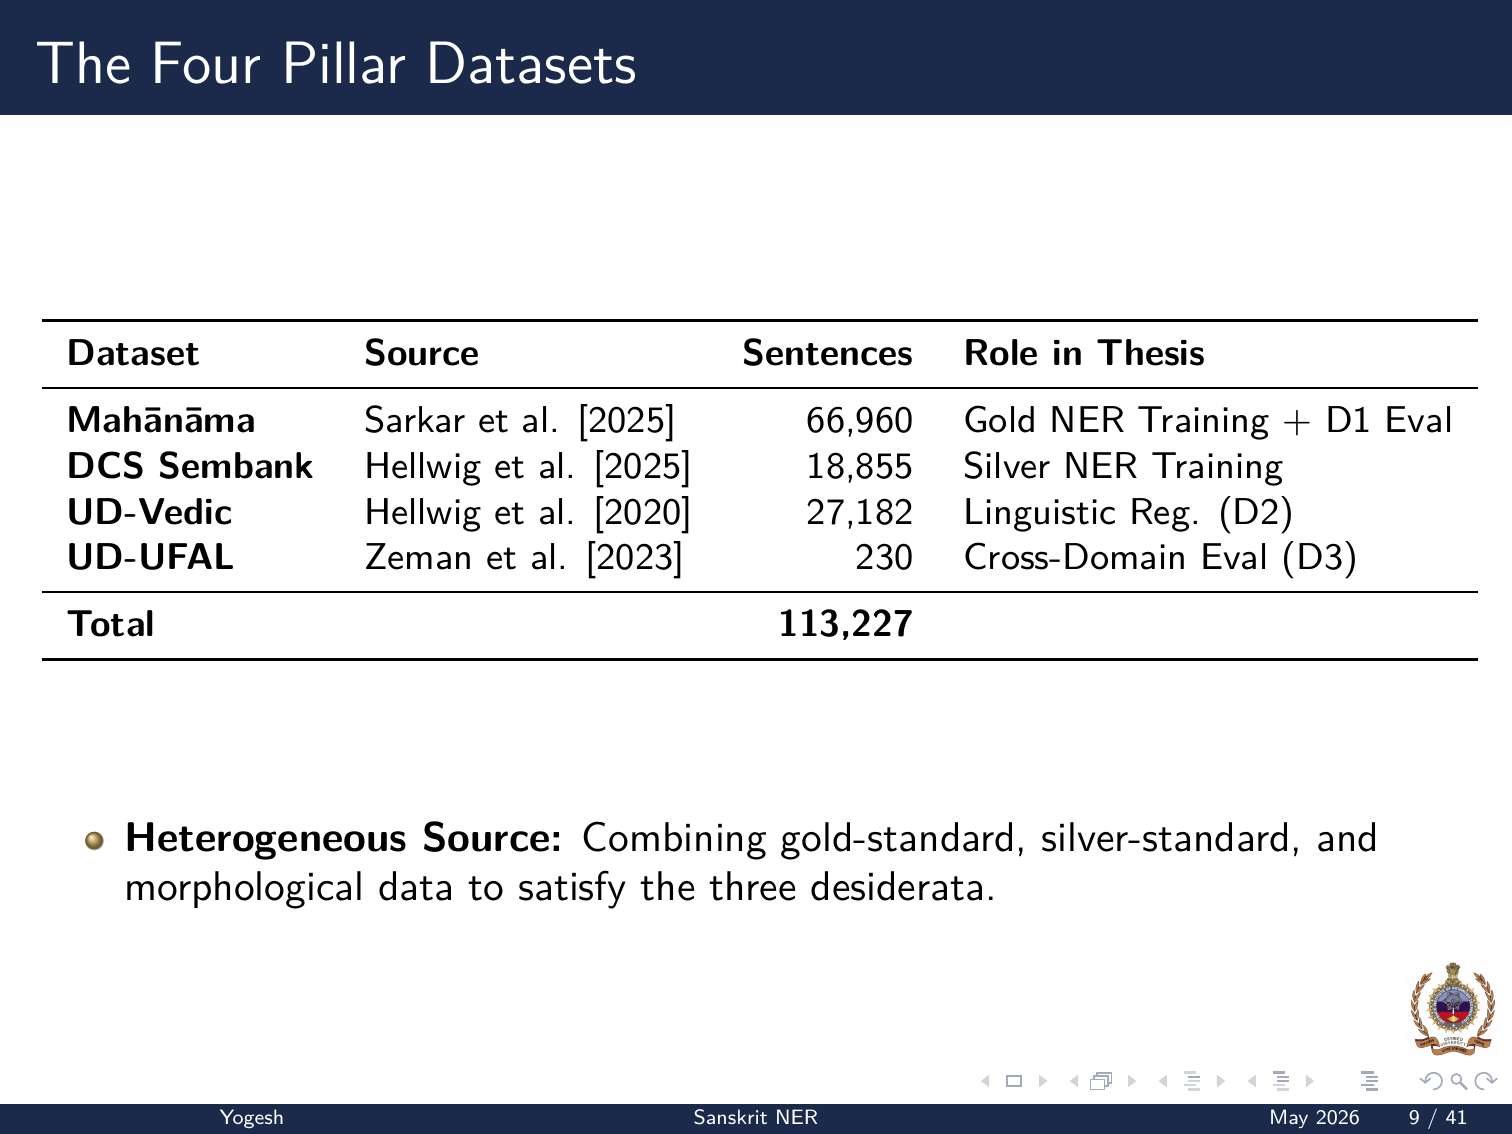 The Four Pillar Datasets
Dataset Source Sentences Role in Thesis
Mahānāma Sarkar et al. [2025] 66,960 Gold NER Training + D1 Eval
DCS Sembank Hellwig et al. [2025] 18,855 Silver NER Training
UD-Vedic Hellwig et al. [2020] 27,182 Linguistic Reg. (D2)
UD-UFAL Zeman et al. [2023] 230 Cross-Domain Eval (D3)
Total 113,227
Heterogeneous Source: Combining gold-standard, silver-standard, and
morphological data to satisfy the three desiderata.
Yogesh Sanskrit NER May 2026 9 / 41